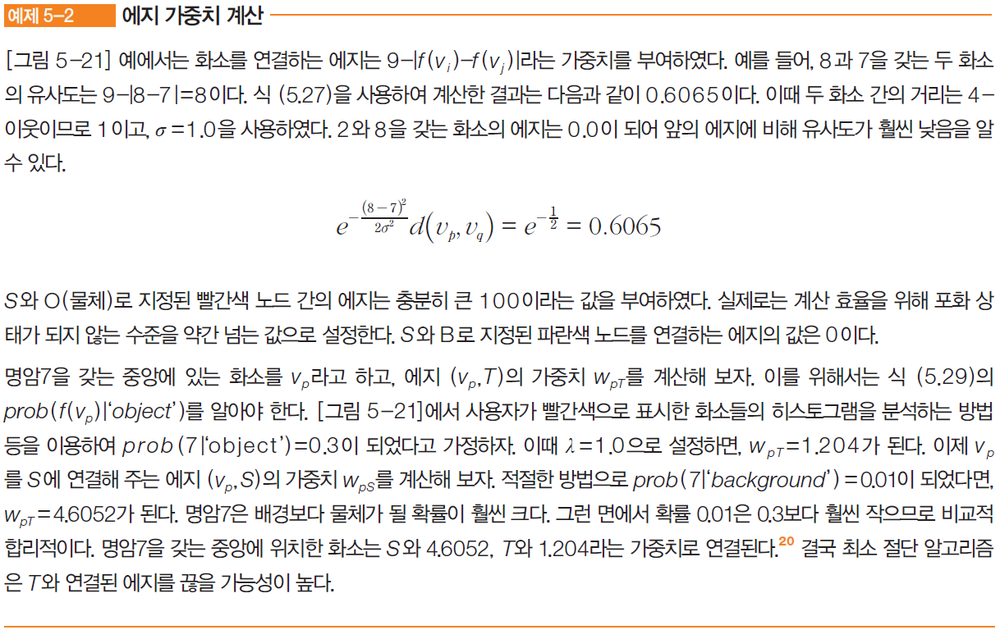 예제 5-2 에지 가중치 계산
[그림 5-21] 예에서는 화소를 연결하는 에지는 9-|f(v_i)-f(v_j)|라는 가중치를 부여하였다. 예를 들어, 8과 7을 갖는 두 화소
의 유사도는 9-|8-7|=8이다. 식 (5.27)을 사용하여 계산한 결과는 다음과 같이 0.6065이다. 이때 두 화소 간의 거리는 4-
이웃이므로 1이고, σ=1.0을 사용하였다. 2와 8을 갖는 화소의 에지는 0.0이 되어 앞의 에지에 비해 유사도가 훨씬 낮음을 알
수 있다.
e^{-\frac{(8-7)^2}{2σ^2}} d(v_p, v_q) = e^{-\frac{1}{2}} = 0.6065
S와 O(물체)로 지정된 빨간색 노드 간의 에지는 충분히 큰 100이라는 값을 부여하였다. 실제로는 계산 효율을 위해 포화 상
태가 되지 않는 수준을 약간 넘는 값으로 설정한다. S와 B로 지정된 파란색 노드를 연결하는 에지의 값은 0이다.
명암7을 갖는 중앙에 있는 화소를 v_p라고 하고, 에지 (v_p,T)의 가중치 w_{pT}를 계산해 보자. 이를 위해서는 식 (5.29)의
prob(f(v_p)|‘object’)를 알아야 한다. [그림 5-21]에서 사용자가 빨간색으로 표시한 화소들의 히스토그램을 분석하는 방법
등을 이용하여 prob(7|‘object’)=0.3이 되었다고 가정하자. 이때 λ=1.0으로 설정하면, w_{pT}=1.204가 된다. 이제 v_p
를 S에 연결해 주는 에지 (v_p,S)의 가중치 w_{pS}를 계산해 보자. 적절한 방법으로 prob(7|‘background’)=0.01이 되었다면,
w_{pT}=4.6052가 된다. 명암7은 배경보다 물체가 될 확률이 훨씬 크다. 그런 면에서 확률 0.01은 0.3보다 훨씬 작으므로 비교적
합리적이다. 명암7을 갖는 중앙에 위치한 화소는 S와 4.6052, T와 1.204라는 가중치로 연결된다.20 결국 최소 절단 알고리즘
은 T와 연결된 에지를 끊을 가능성이 높다.